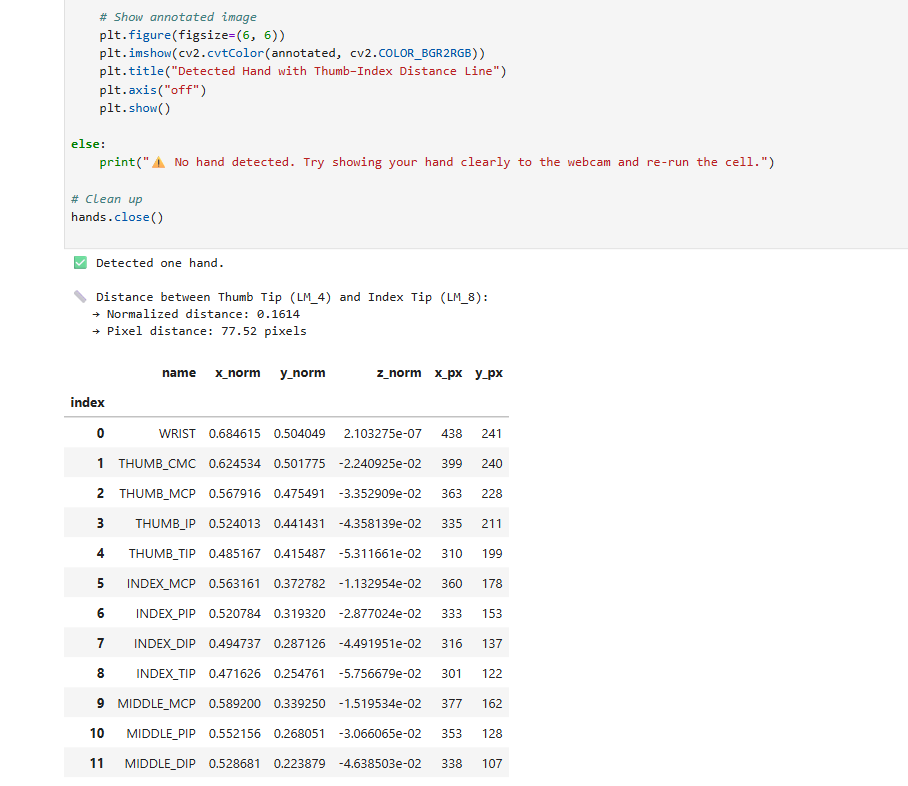 # Show annotated image
plt.figure(figsize=(6, 6))
plt.imshow(cv2.cvtColor(annotated, cv2.COLOR_BGR2RGB))
plt.title("Detected Hand with Thumb–Index Distance Line")
plt.axis("off")
plt.show()
else:
print("⚠️ No hand detected. Try showing your hand clearly to the webcam and re-run the cell.")
# Clean up
hands.close()
✅ Detected one hand.
📏 Distance between Thumb Tip (LM_4) and Index Tip (LM_8):
→ Normalized distance: 0.1614
→ Pixel distance: 77.52 pixels
name x_norm y_norm z_norm x_px y_px
index
0 WRIST 0.684615 0.504049 2.103275e-07 438 241
1 THUMB_CMC 0.624534 0.501775 -2.240925e-02 399 240
2 THUMB_MCP 0.567916 0.475491 -3.352909e-02 363 228
3 THUMB_IP 0.524013 0.441431 -4.358139e-02 335 211
4 THUMB_TIP 0.485167 0.415487 -5.311661e-02 310 199
5 INDEX_MCP 0.563161 0.372782 -1.132954e-02 360 178
6 INDEX_PIP 0.520784 0.319320 -2.877024e-02 333 153
7 INDEX_DIP 0.494737 0.287126 -4.491951e-02 316 137
8 INDEX_TIP 0.471626 0.254761 -5.756679e-02 301 122
9 MIDDLE_MCP 0.589200 0.339250 -1.519534e-02 377 162
10 MIDDLE_PIP 0.552156 0.268051 -3.066065e-02 353 128
11 MIDDLE_DIP 0.528681 0.223879 -4.638503e-02 338 107